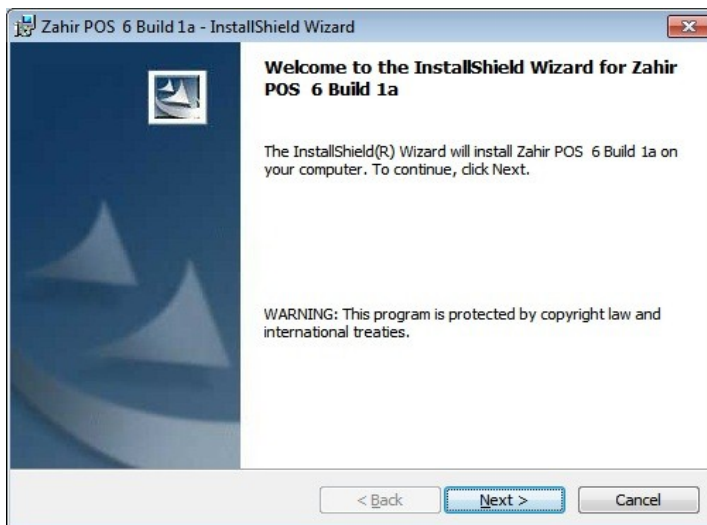 Zahir POS 6 Build 1a - InstallShield Wizard
Welcome to the InstallShield Wizard for Zahir
POS 6 Build 1a
The InstallShield(R) Wizard will install Zahir POS 6 Build 1a on
your computer. To continue, click Next.
WARNING: This program is protected by copyright law and
international treaties.
< Back
Next >
Cancel